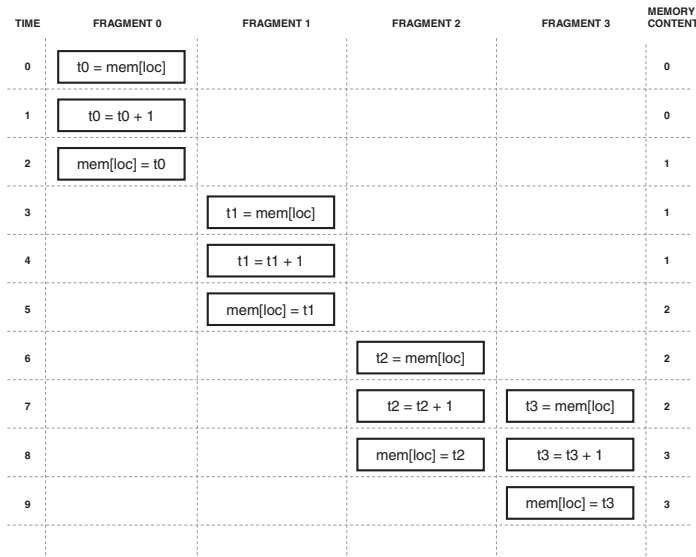 TIME FRAGMENT 0 FRAGMENT 1 FRAGMENT 2 FRAGMENT 3 MEMORY CONTENT
0 t0 = mem[loc] 0
1 t0 = t0 + 1 0
2 mem[loc] = t0 1
3 t1 = mem[loc] 1
4 t1 = t1 + 1 1
5 mem[loc] = t1 2
6 t2 = mem[loc] 2
7 t2 = t2 + 1 t3 = mem[loc] 2
8 mem[loc] = t2 t3 = t3 + 1 3
9 mem[loc] = t3 3